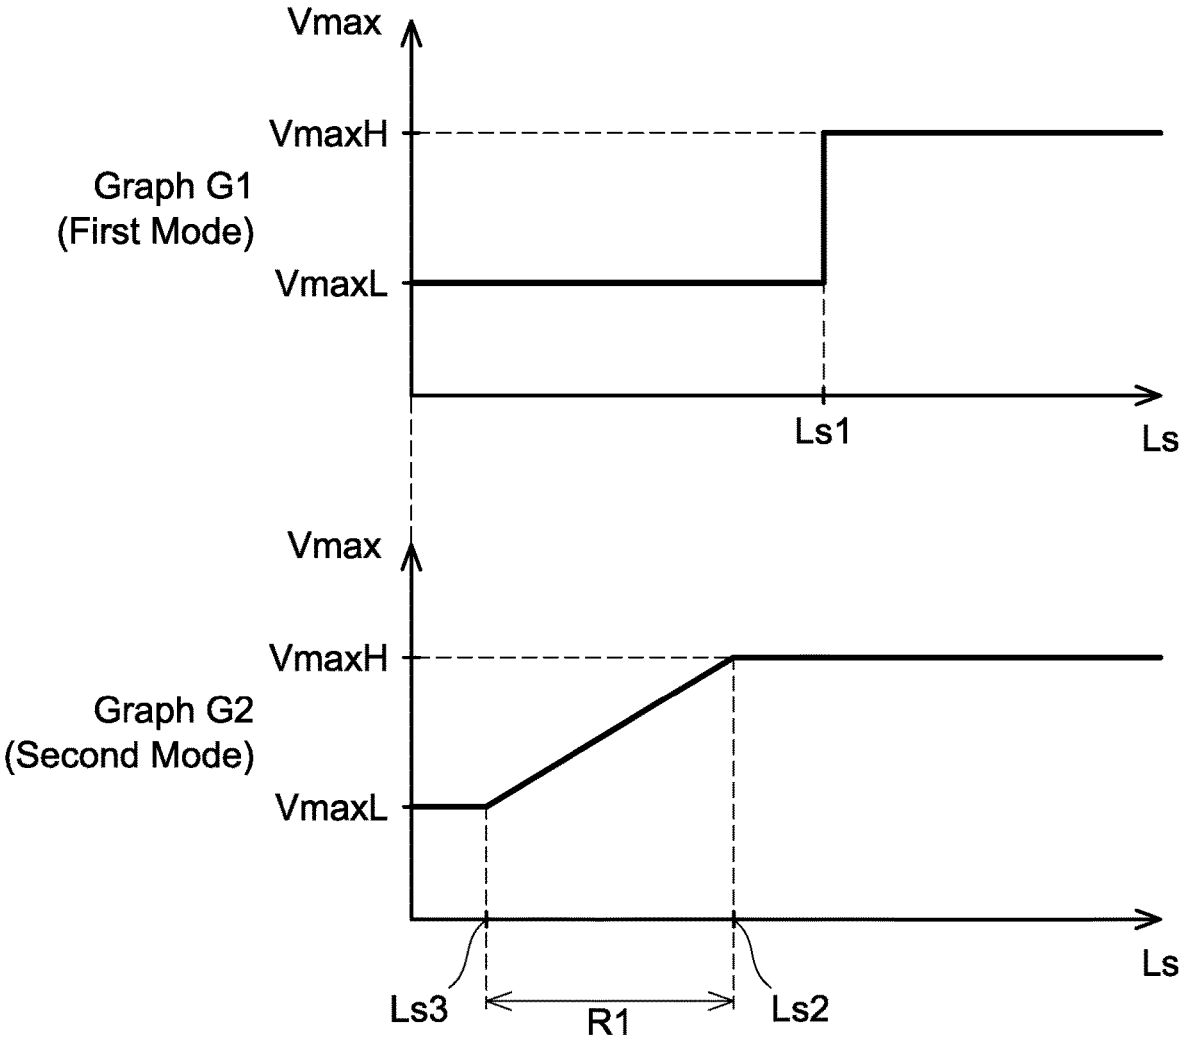 Vmax
VmaxH
Graph G1
(First Mode)
VmaxL
Ls1
Ls
Vmax
VmaxH
Graph G2
(Second Mode)
VmaxL
Ls
Ls3
R1
Ls2